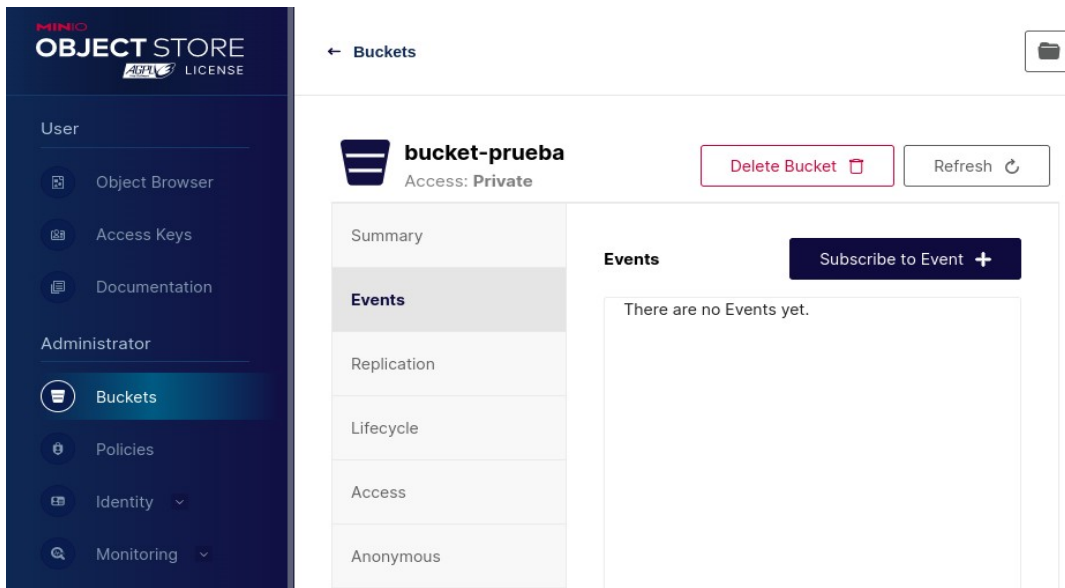 MINIO
OBJECT STORE
AGPLv3 LICENSE
User
Object Browser
Access Keys
Documentation
Administrator
Buckets
Policies
Identity
Monitoring
← Buckets
bucket-prueba
Access: Private
Delete Bucket
Refresh
Summary
Events
Replication
Lifecycle
Access
Anonymous
Events
Subscribe to Event +
There are no Events yet.